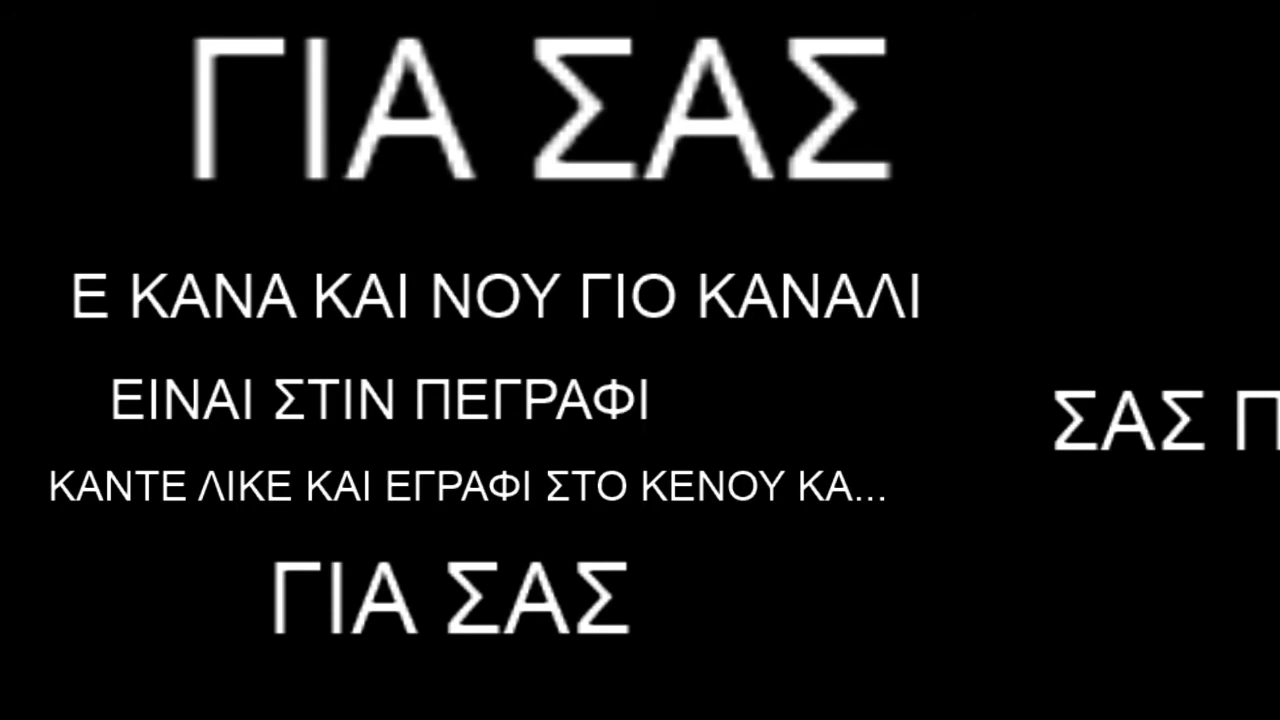 ΓΙΑ ΣΑΣ
Ε ΚΑΝΑ ΚΑΙ ΝΟΥ ΓΙΟ ΚΑΝΑΛΙ
ΕΙΝΑΙ ΣΤΙΝ ΠΕΓΡΑΦΙ
ΣΑΣ Π
ΚΑΝΤΕ ΛΙΚΕ ΚΑΙ ΕΓΡΑΦΙ ΣΤΟ ΚΕΝΟΥ ΚΑ...
ΓΙΑ ΣΑΣ